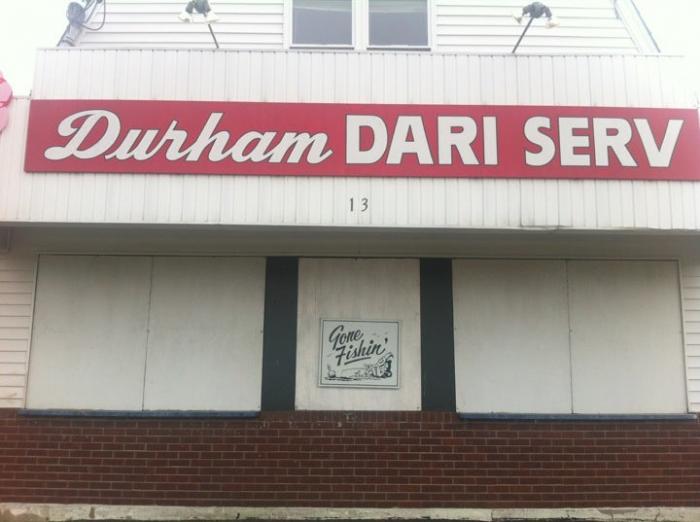 Durham DARI SERV
13
Gone
Fishin'